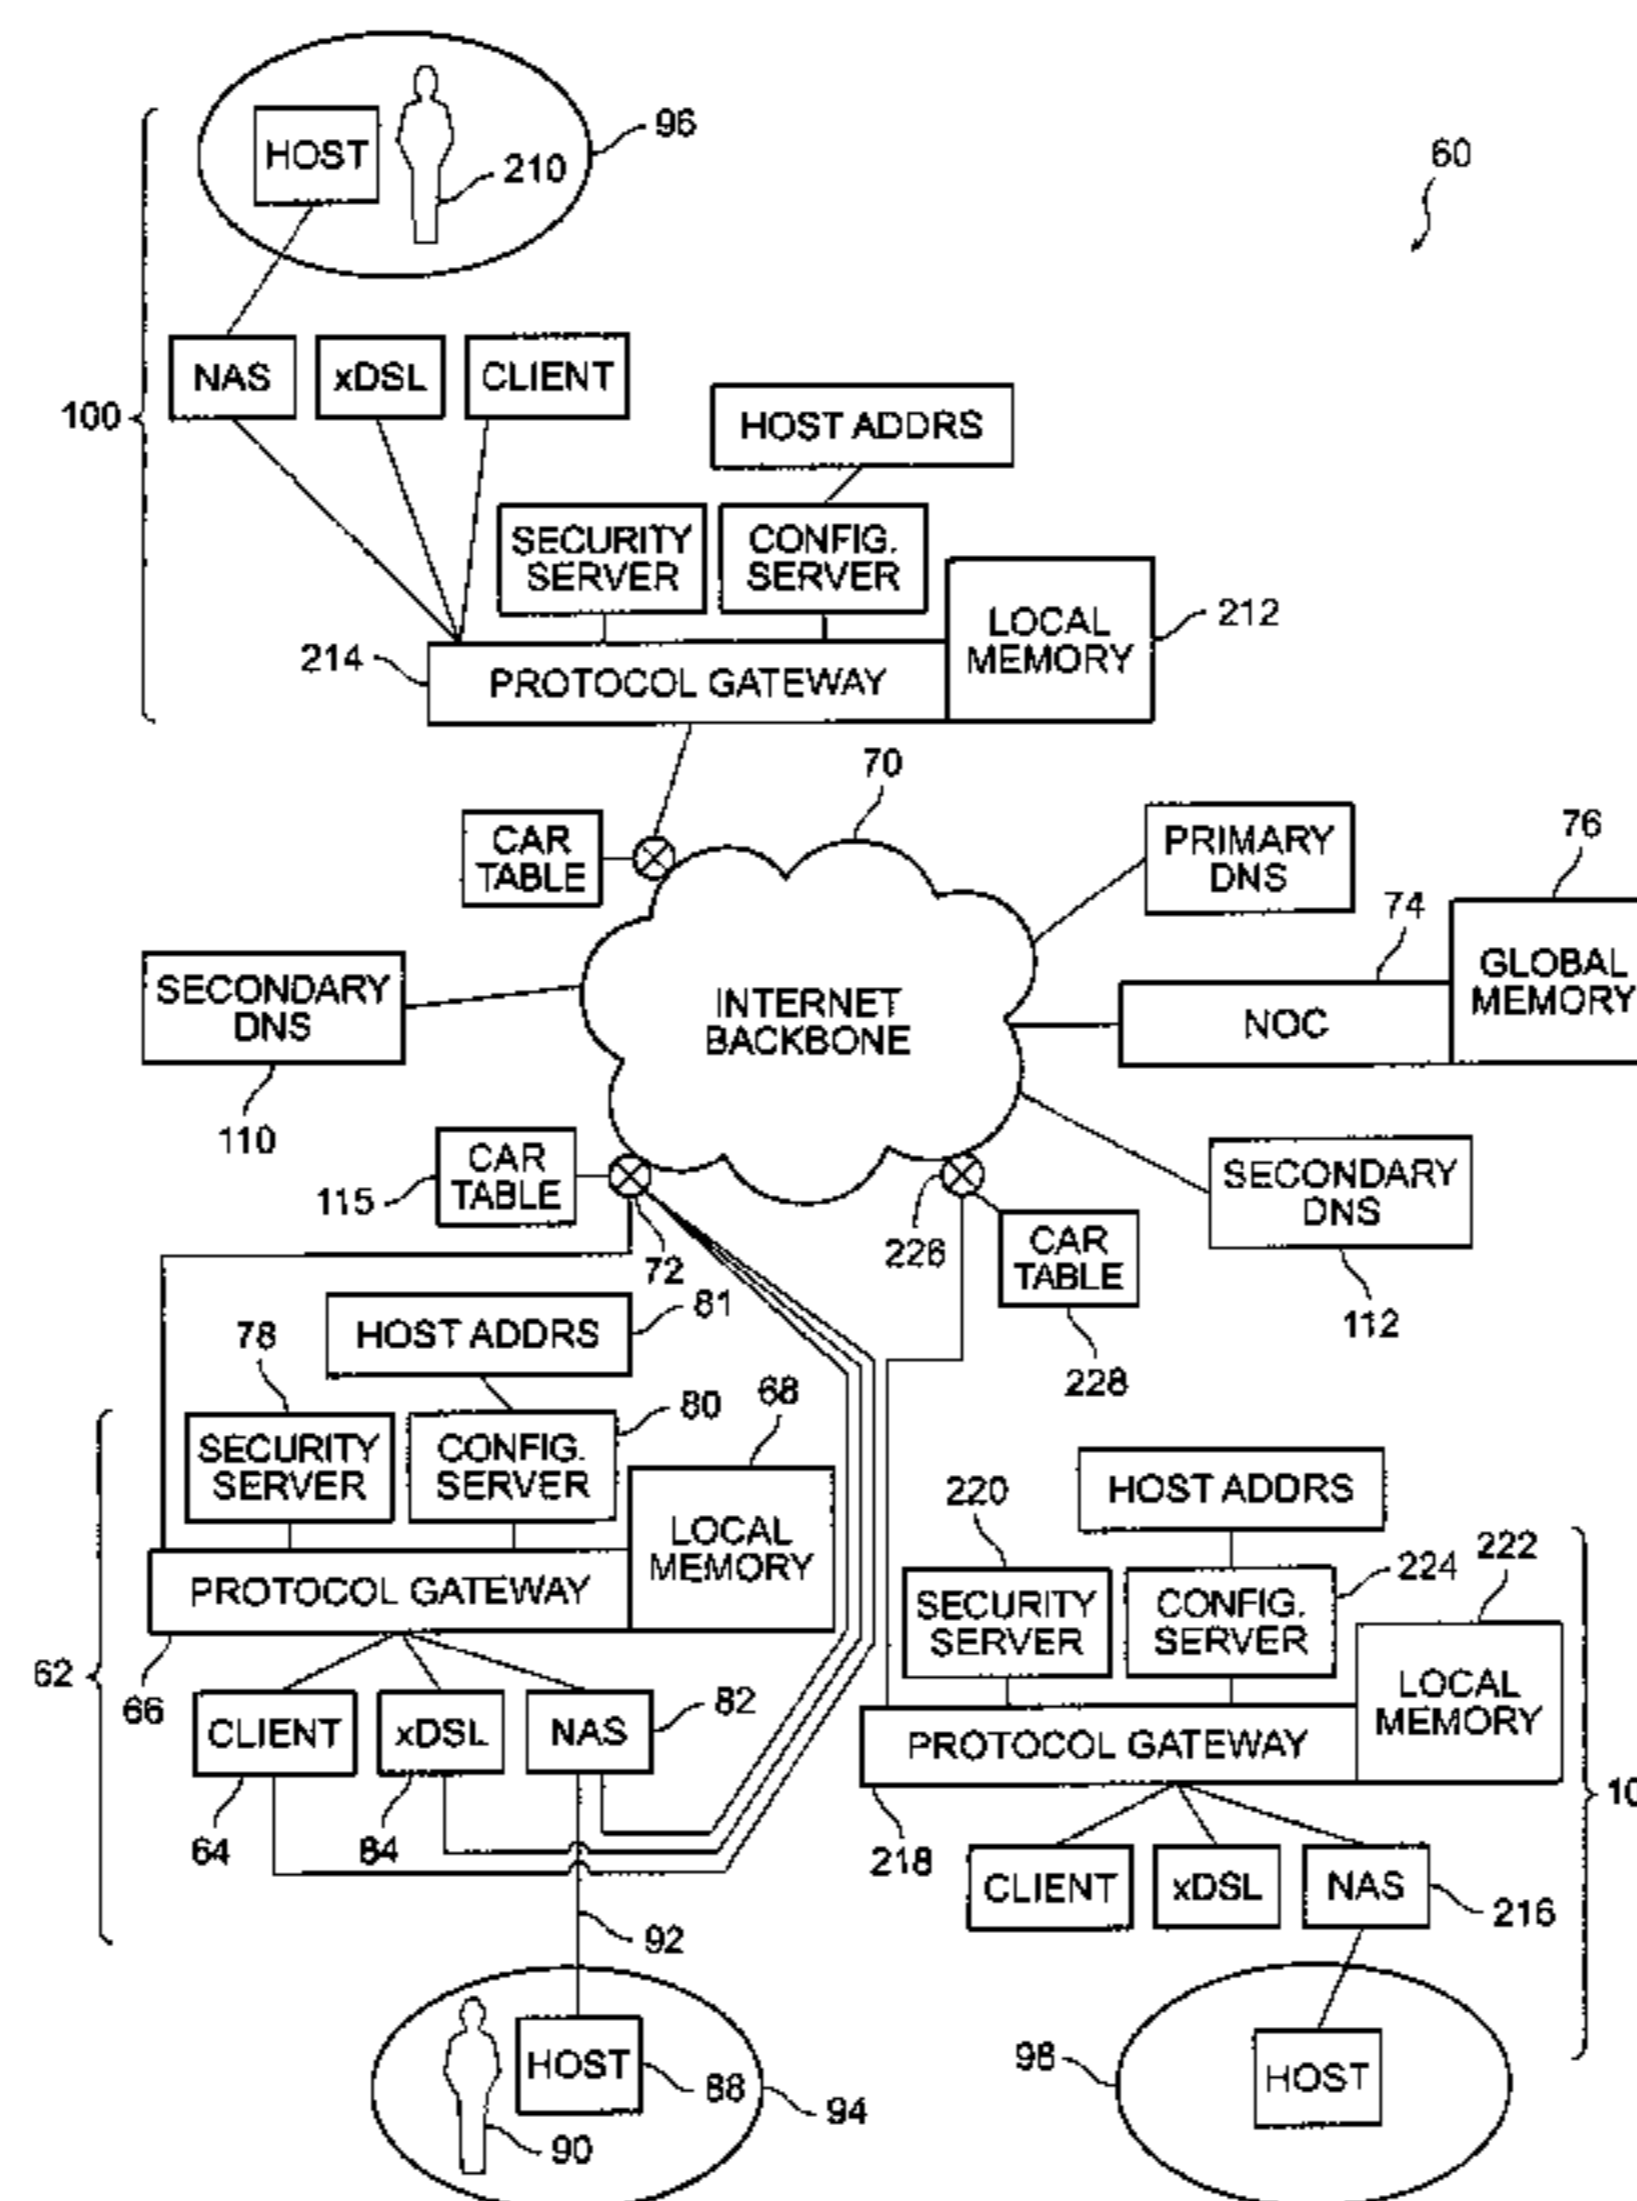 96
HOST
210
60
NAS
xDSL
CLIENT
100
HOST ADDRS
SECURITY
SERVER
CONFIG.
SERVER
LOCAL
MEMORY
212
214
PROTOCOL GATEWAY
70
CAR
TABLE
PRIMARY
DNS
76
74
SECONDARY
DNS
INTERNET
BACKBONE
NOC
GLOBAL
MEMORY
110
115
CAR
TABLE
72
226
CAR
TABLE
SECONDARY
DNS
112
228
81
HOST ADDRS
78
80
68
SECURITY
SERVER
CONFIG.
SERVER
LOCAL
MEMORY
PROTOCOL GATEWAY
62
66
CLIENT
xDSL
NAS
82
64
84
HOST ADDRS
220
224
222
SECURITY
SERVER
CONFIG.
SERVER
LOCAL
MEMORY
PROTOCOL GATEWAY
218
CLIENT
xDSL
NAS
216
92
HOST
88
94
90
98
HOST